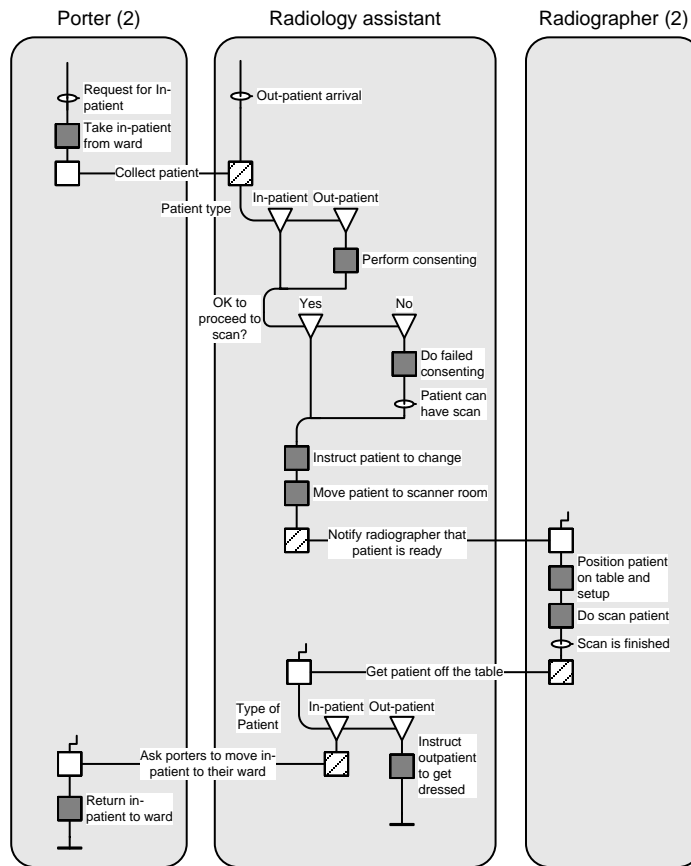 Porter (2)
Radiology assistant
Radiographer (2)
Request for In-
patient
Out-patient arrival
Take in-patient
from ward
Collect patient
Patient type
In-patient
Out-patient
Perform consenting
OK to
proceed to
scan?
Yes
No
Do failed
consenting
Patient can
have scan
Instruct patient to change
Move patient to scanner room
Notify radiographer that
patient is ready
Position patient
on table and
setup
Do scan patient
Scan is finished
Get patient off the table
Type of
Patient
In-patient
Out-patient
Ask porters to move in-
patient to their ward
Instruct
outpatient
to get
dressed
Return in-
patient to ward